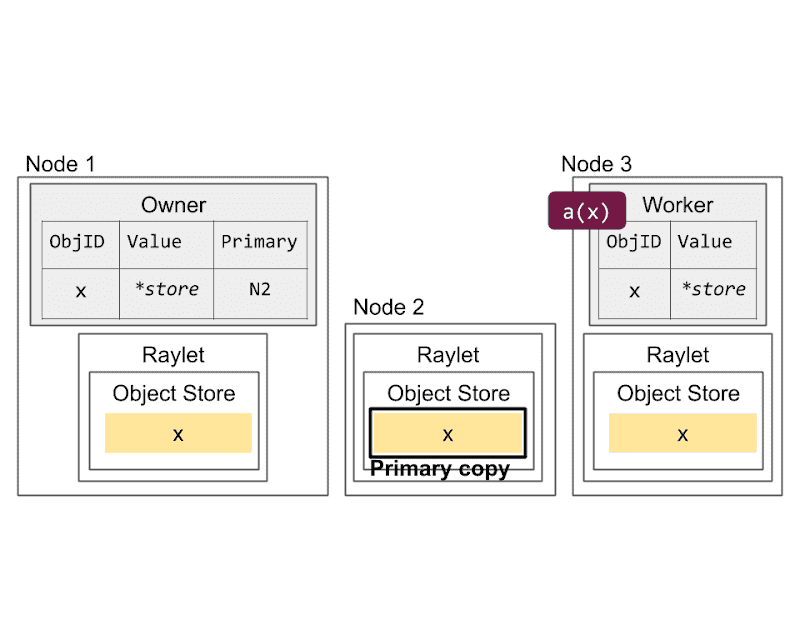 Node 1
Owner
ObjID Value Primary
x *store N2
Raylet
Object Store
x
Node 2
Raylet
Object Store
x
Primary copy
Node 3
a(x)
Worker
ObjID Value
x *store
Raylet
Object Store
x